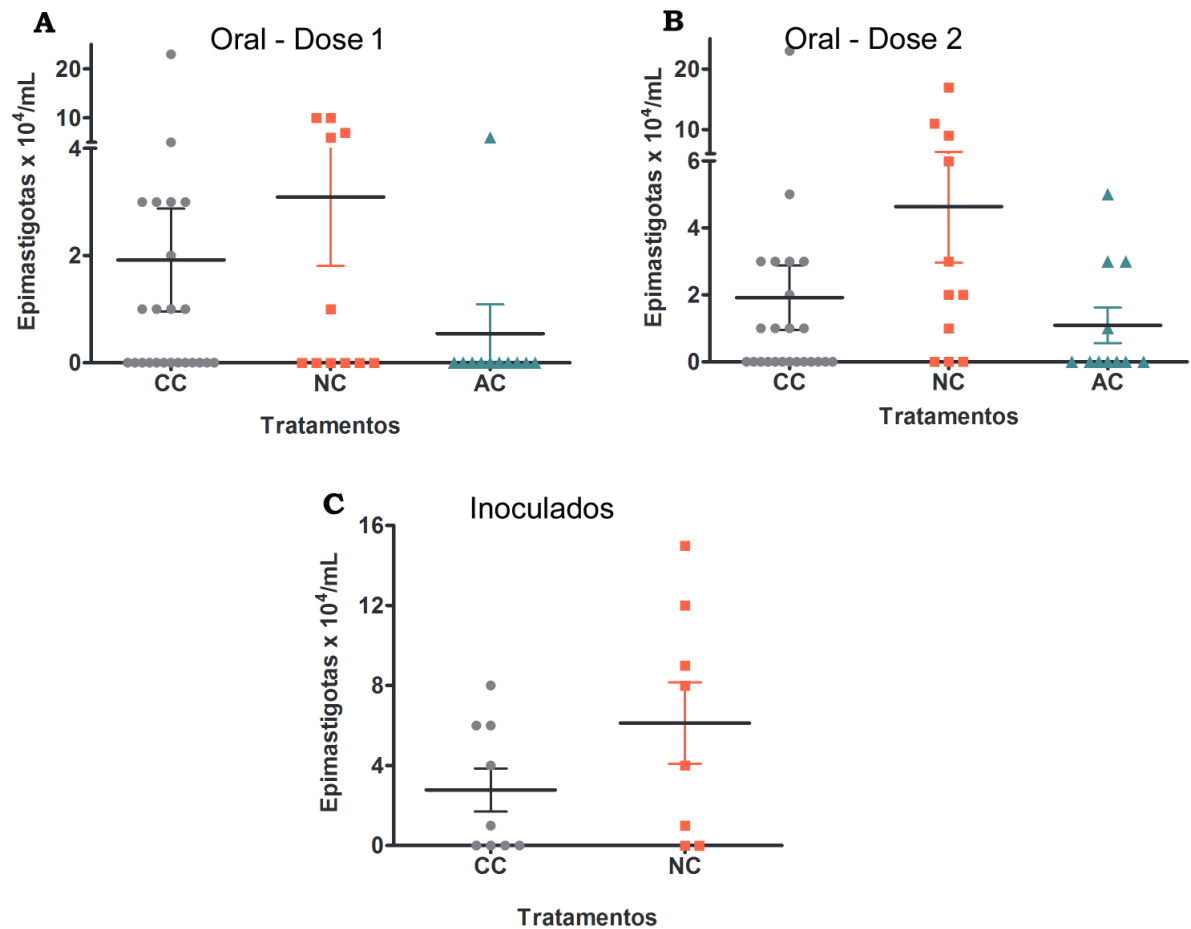 A
Oral - Dose 1
Epimastigotas x 10⁴/mL
20
10
4
2
0
CC NC AC
Tratamentos
B
Oral - Dose 2
Epimastigotas x 10⁴/mL
20
10
6
4
2
0
CC NC AC
Tratamentos
C
Inoculados
Epimastigotas x 10⁴/mL
16
12
8
4
0
CC NC
Tratamentos